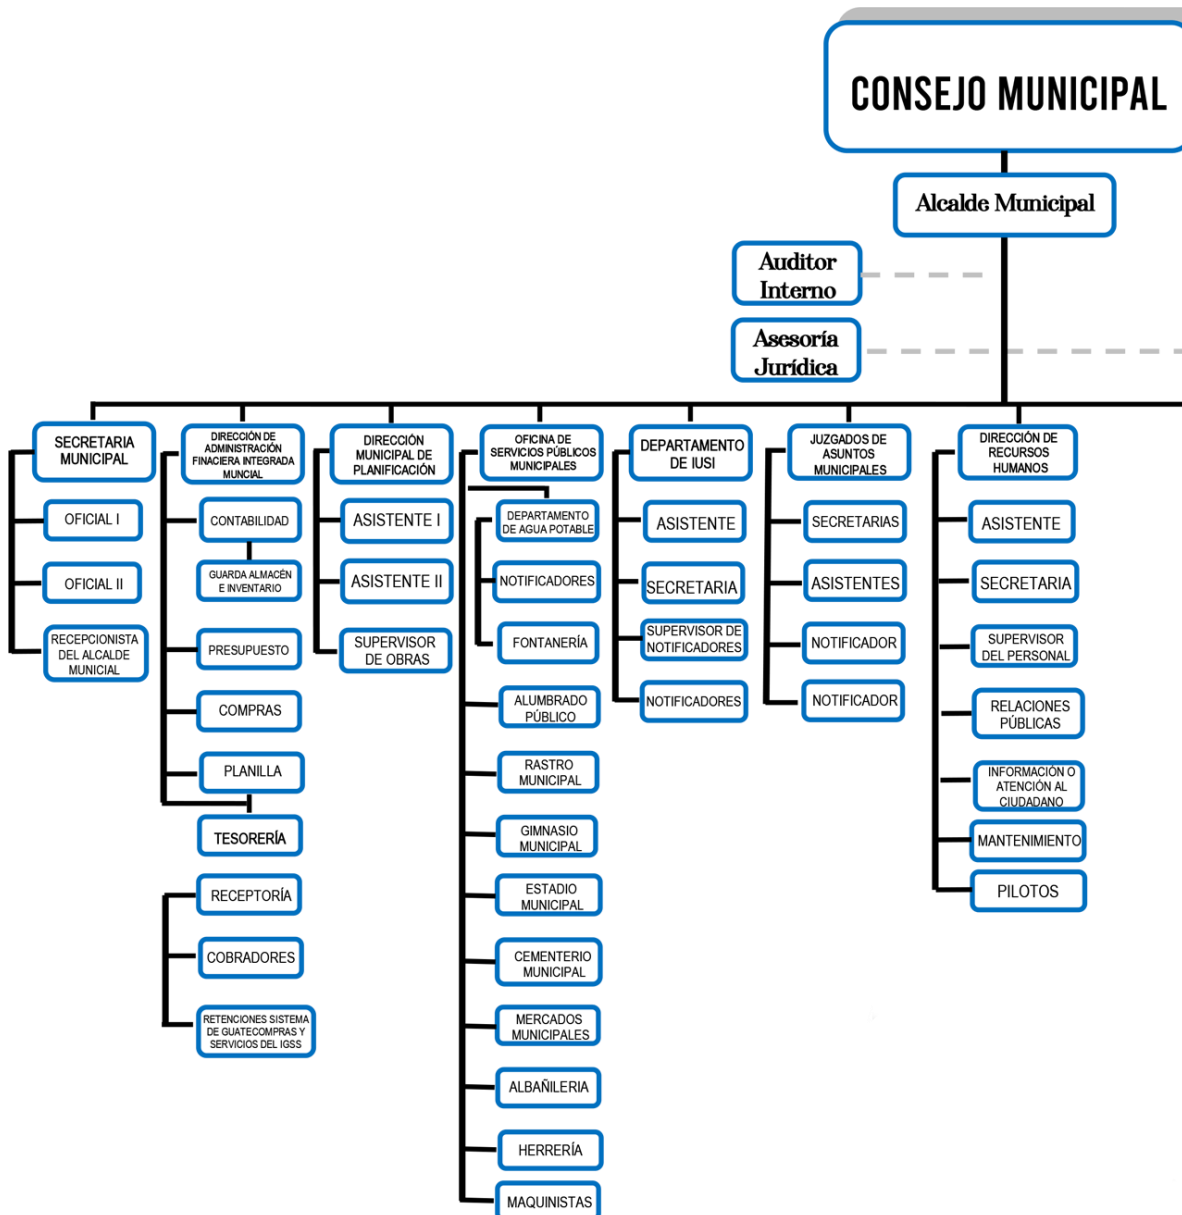 CONSEJO MUNICIPAL
Alcalde Municipal
Auditor
Interno
Asesoría
Jurídica
SECRETARIA
MUNICIPAL
OFICIAL I
OFICIAL II
RECEPCIONISTA
DEL ALCALDE
MUNICIAL
DIRECCIÓN DE
ADMINISTRACIÓN
FINACIERA INTEGRADA
MUNCIAL
CONTABILIDAD
GUARDA ALMACÉN
E INVENTARIO
PRESUPUESTO
COMPRAS
PLANILLA
TESORERÍA
RECEPTORÍA
COBRADORES
RETENCIONES SISTEMA
DE GUATECOMPRAS Y
SERVICIOS DEL IGSS
DIRECCIÓN
MUNICIPAL DE
PLANIFICACIÓN
ASISTENTE I
ASISTENTE II
SUPERVISOR
DE OBRAS
OFICINA DE
SERVICIOS PÚBLICOS
MUNICIPALES
DEPARTAMENTO
DE AGUA POTABLE
NOTIFICADORES
FONTANERÍA
ALUMBRADO
PÚBLICO
RASTRO
MUNICIPAL
GIMNASIO
MUNICIPAL
ESTADIO
MUNICIPAL
CEMENTERIO
MUNICIPAL
MERCADOS
MUNICIPALES
ALBAÑILERIA
HERRERÍA
MAQUINISTAS
DEPARTAMENTO
DE IUSI
ASISTENTE
SECRETARIA
SUPERVISOR DE
NOTIFICADORES
NOTIFICADORES
JUZGADOS DE
ASUNTOS
MUNICIPALES
SECRETARIAS
ASISTENTES
NOTIFICADOR
NOTIFICADOR
DIRECCIÓN DE
RECURSOS
HUMANOS
ASISTENTE
SECRETARIA
SUPERVISOR
DEL PERSONAL
RELACIONES
PÚBLICAS
INFORMACIÓN O
ATENCIÓN AL
CIUDADANO
MANTENIMIENTO
PILOTOS